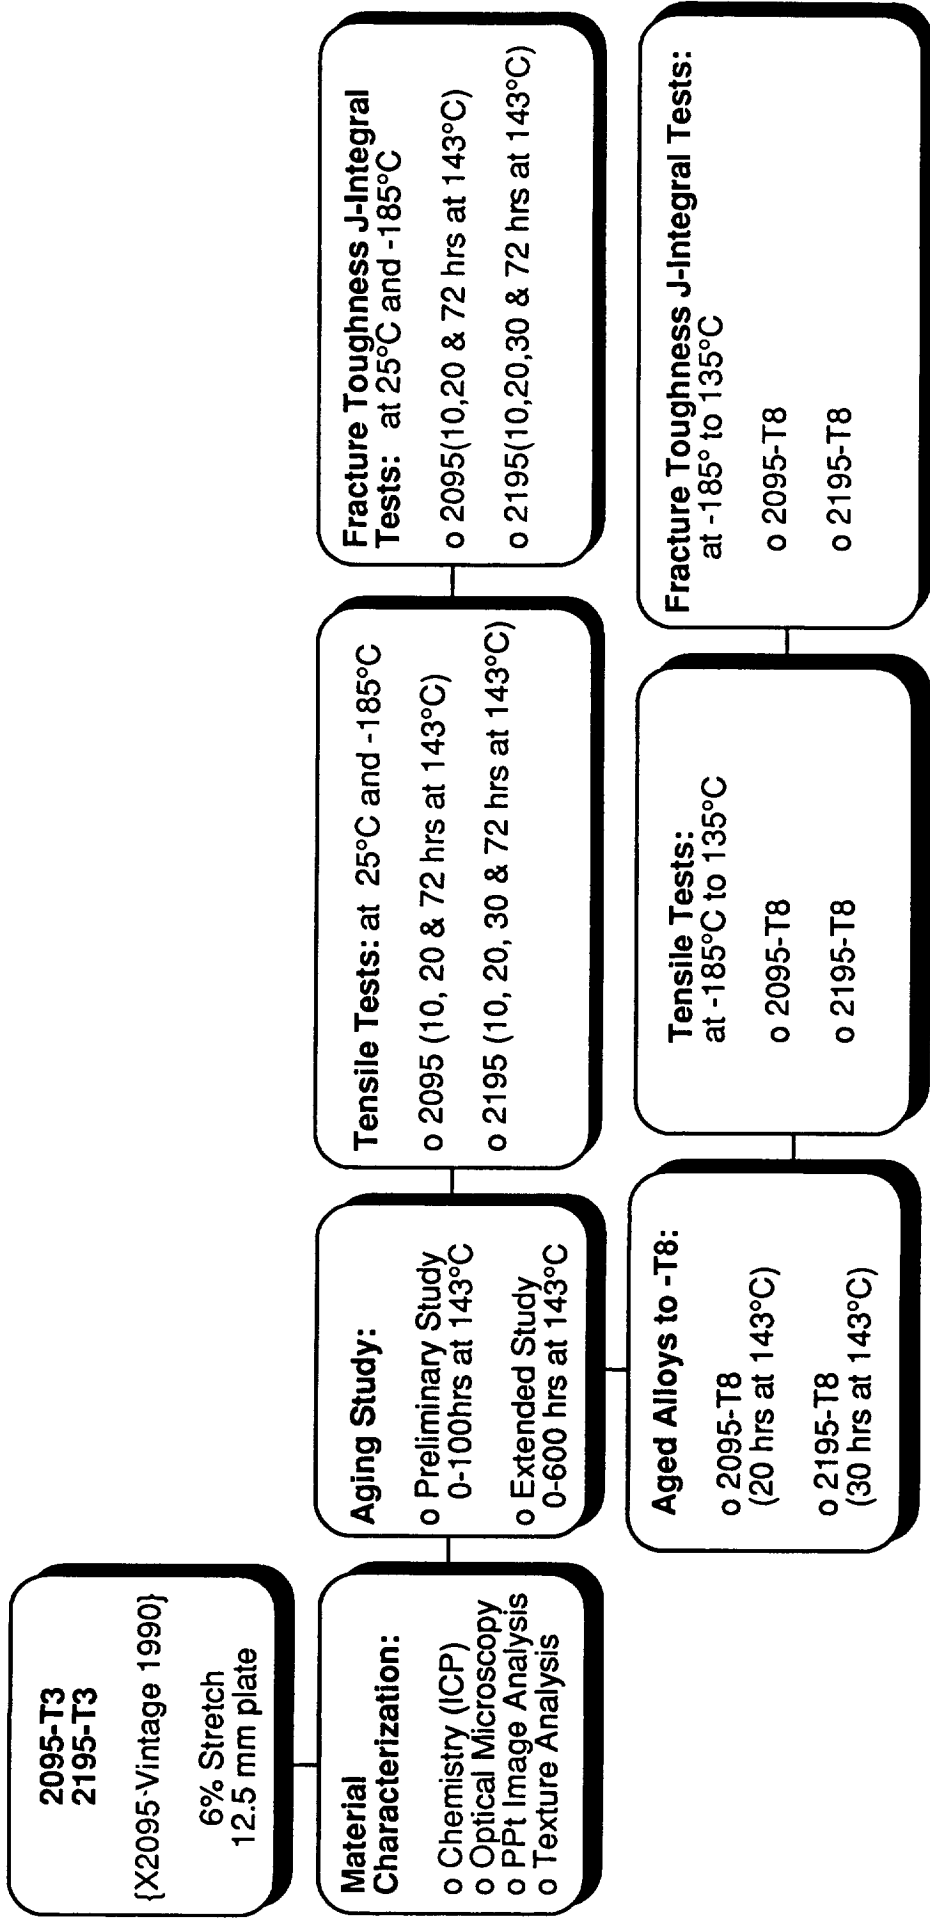 2095-T3
2195-T3
{X2095-Vintage 1990}
6% Stretch
12.5 mm plate
Material
Characterization:
o Chemistry (ICP)
o Optical Microscopy
o PPt Image Analysis
o Texture Analysis
Aging Study:
o Preliminary Study
0-100hrs at 143°C
o Extended Study
0-600 hrs at 143°C
Tensile Tests: at 25°C and -185°C
o 2095 (10, 20 & 72 hrs at 143°C)
o 2195 (10, 20, 30 & 72 hrs at 143°C)
Fracture Toughness J-Integral
Tests: at 25°C and -185°C
o 2095(10,20 & 72 hrs at 143°C)
o 2195(10,20,30 & 72 hrs at 143°C)
Aged Alloys to -T8:
o 2095-T8
(20 hrs at 143°C)
o 2195-T8
(30 hrs at 143°C)
Tensile Tests:
at -185°C to 135°C
o 2095-T8
o 2195-T8
Fracture Toughness J-Integral Tests:
at -185° to 135°C
o 2095-T8
o 2195-T8